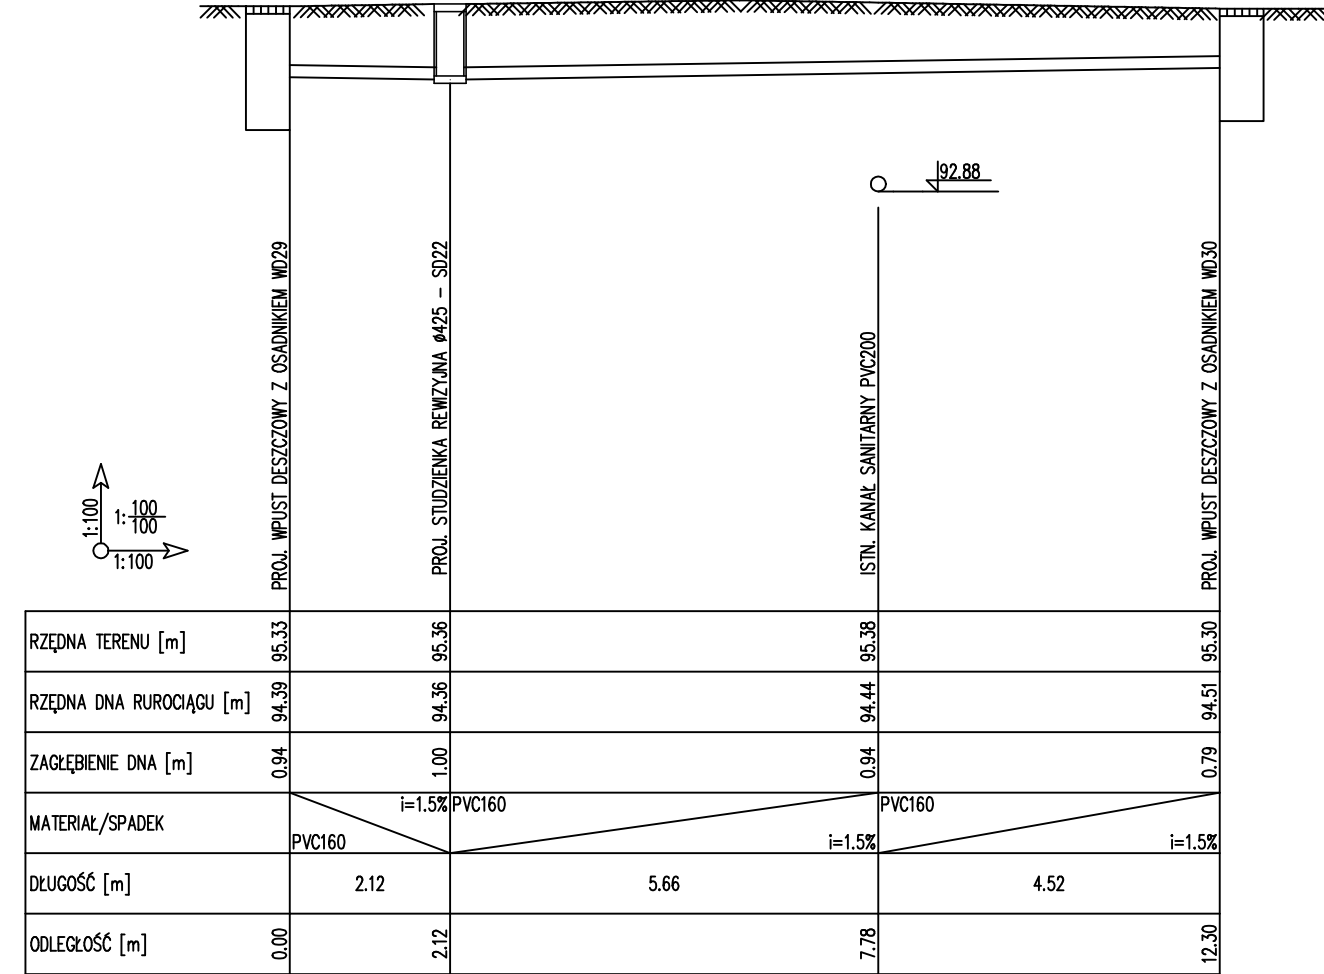 92.88
PROJ. WPUST DESZCZOWY Z OSADNIKIEM WD29
PROJ. STUDZIENKA REWIZYJNA ø425 - SD22
ISTN. KANAŁ SANITARNY PVC200
PROJ. WPUST DESZCZOWY Z OSADNIKIEM WD30
1:100
1:100/100
1:100
RZĘDNA TERENU [m] 95.33 95.36 95.38 95.30
RZĘDNA DNA RUROCIĄGU [m] 94.39 94.36 94.44 94.51
ZAGŁĘBIENIE DNA [m] 0.94 1.00 0.94 0.79
MATERIAŁ/SPADEK PVC160 i=1.5% PVC160 i=1.5% PVC160 i=1.5%
DŁUGOŚĆ [m] 2.12 5.66 4.52
ODLEGŁOŚĆ [m] 0.00 2.12 7.78 12.30